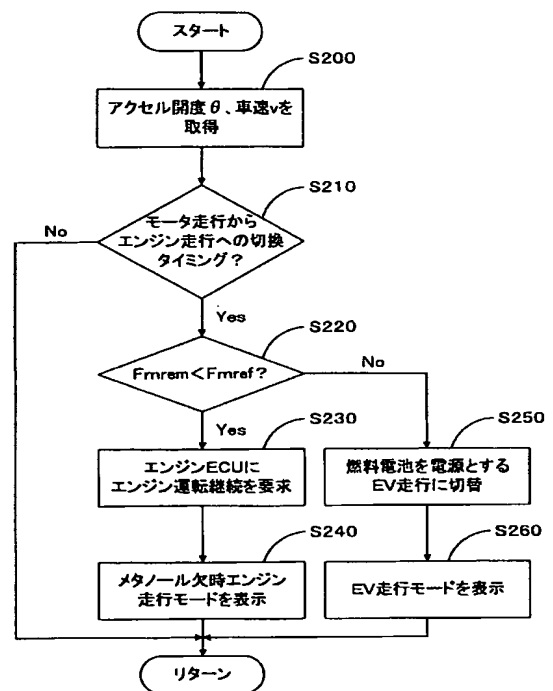 スタート
S200
アクセル開度θ、車速vを
取得
S210
モータ走行から
エンジン走行への切換
タイミング？
No
Yes
S220
Fmrem<Fmref?
No
Yes
S230
エンジンECUに
エンジン運転継続を要求
S250
燃料電池を電源とする
EV走行に切替
S240
メタノール欠時エンジン
走行モードを表示
S260
EV走行モードを表示
リターン